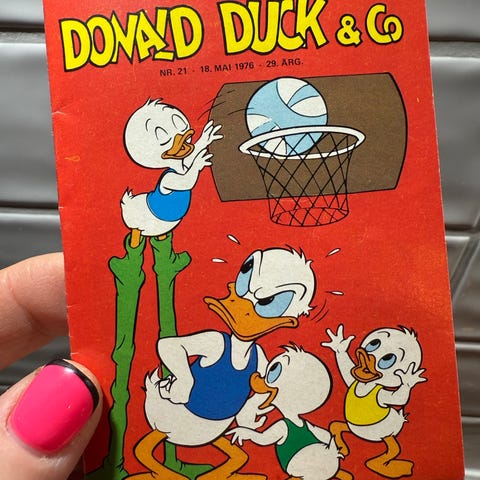 DONALD DUCK & Co
NR. 21 · 18. MAI 1976 · 29. ÅRG.